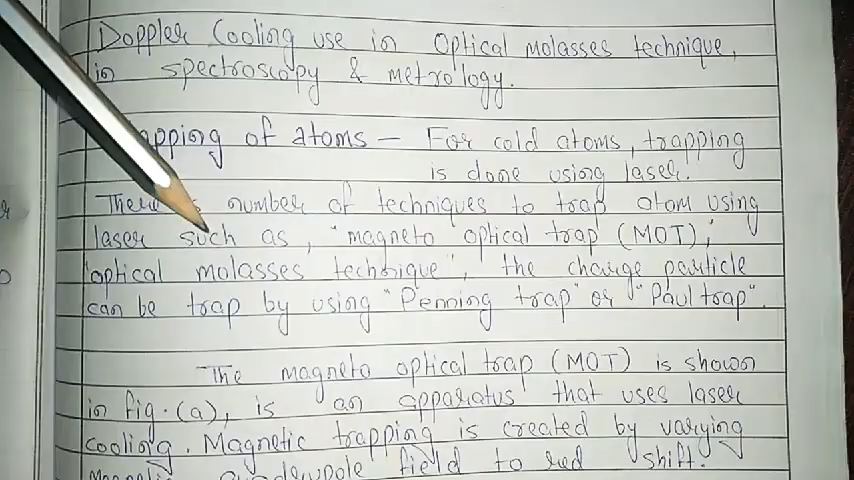 Doppler Cooling use in Optical molasses technique,
in spectroscopy & metrology.
apping of atoms – For cold atoms, trapping
is done using laser.
There number of techniques to trap atom using
laser such as, "magneto optical trap (MOT),"
"optical molasses technique", the charge particle
can be trap by using "Penning trap" or "Paul trap".
The magneto optical trap (MOT) is shown
in fig.(a), is an apparatus that uses laser
cooling. Magnetic trapping is created by varying
field to red shift.